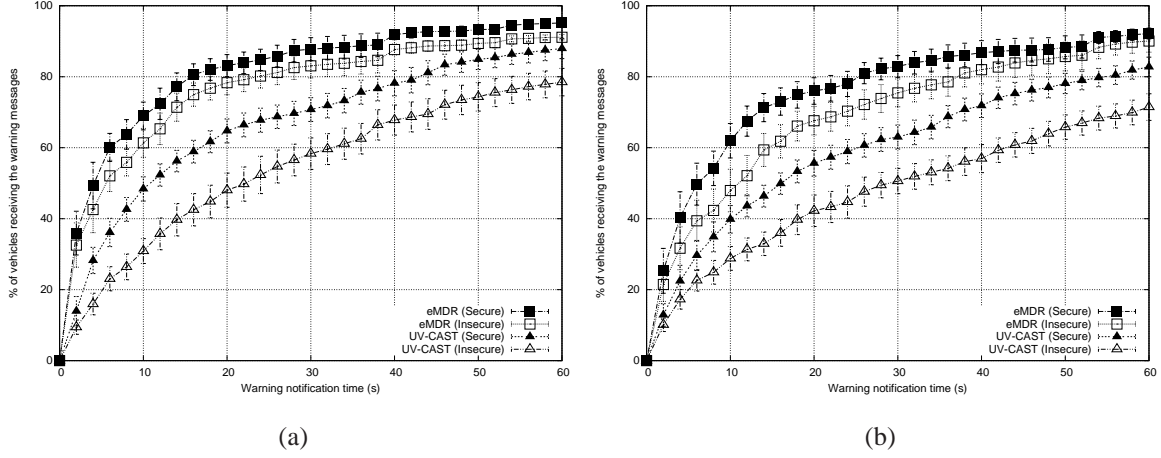 % of vehicles receiving the warning messages
100
80
60
40
20
0
0 10 20 30 40 50 60
Warning notification time (s)
eMDR (Secure)
eMDR (Insecure)
UV-CAST (Secure)
UV-CAST (Insecure)
(a)
% of vehicles receiving the warning messages
100
80
60
40
20
0
0 10 20 30 40 50 60
Warning notification time (s)
eMDR (Secure)
eMDR (Insecure)
UV-CAST (Secure)
UV-CAST (Insecure)
(b)